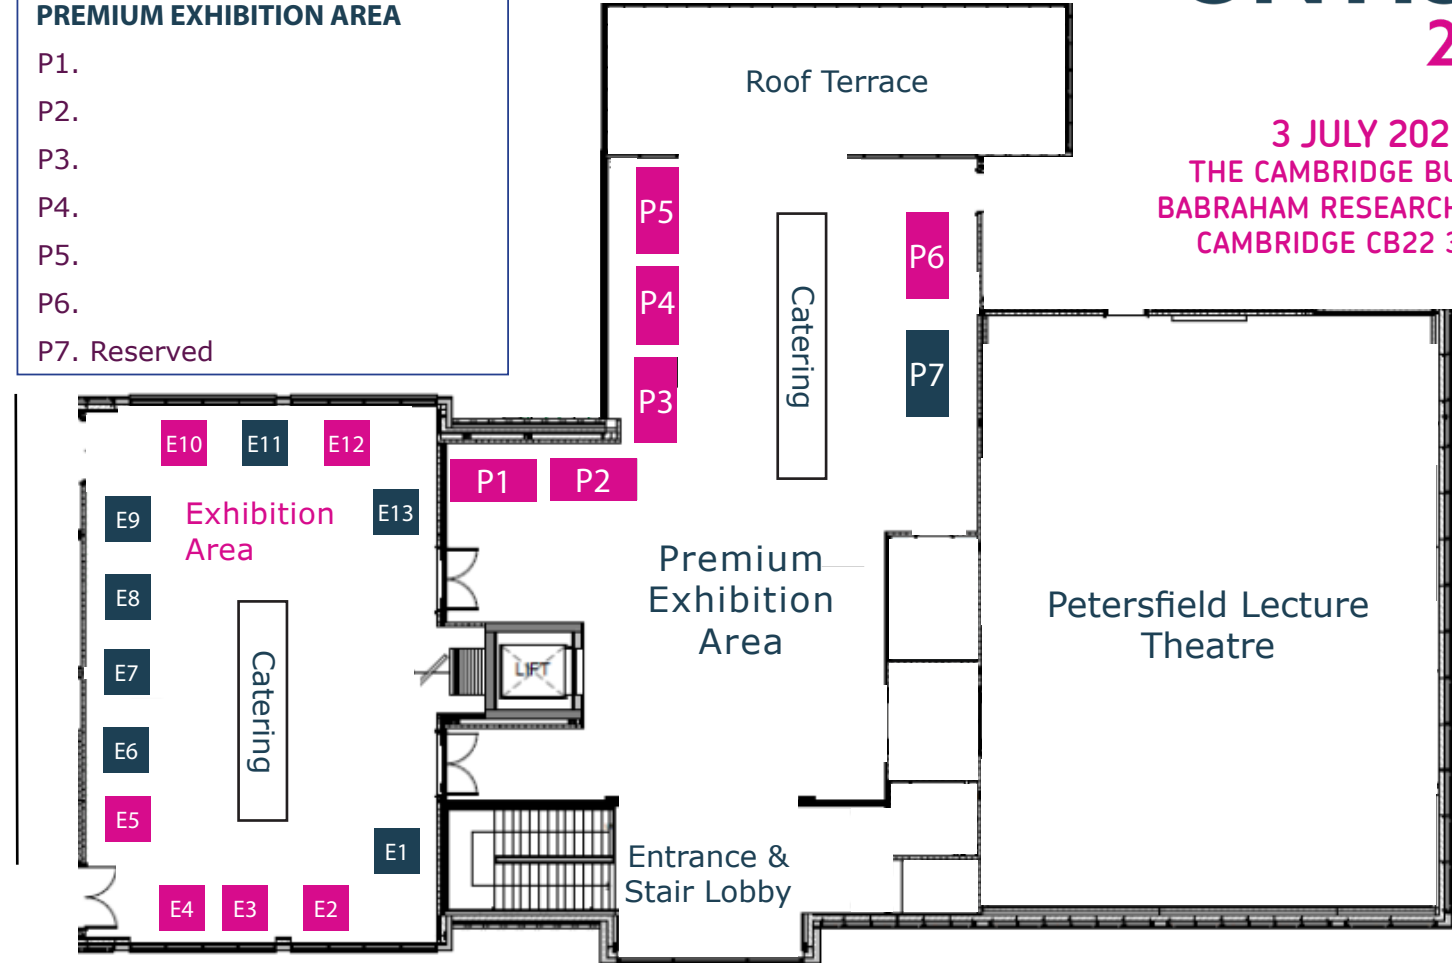 PREMIUM EXHIBITION AREA
P1.
P2.
P3.
P4.
P5.
P6.
P7. Reserved
3 JULY 202
THE CAMBRIDGE BU
BABRAHAM RESEARCH
CAMBRIDGE CB22 3
Roof Terrace
P5
P4
P3
P6
P7
Catering
P1
P2
E10
E11
E12
E9
Exhibition
Area
E13
E8
E7
E6
E5
Catering
E1
E4
E3
E2
LIFT
Premium
Exhibition
Area
Petersfield Lecture
Theatre
Entrance &
Stair Lobby